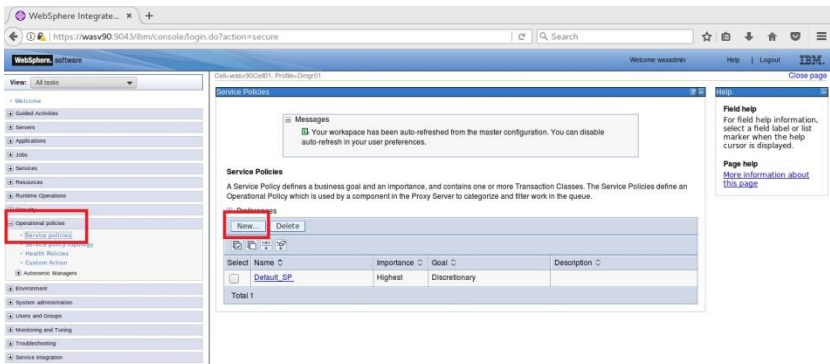 WebSphere Integrate... × +
https://wasv90:9043/ibm/console/login.do?action=secure
Search
WebSphere. software
Welcome wasadmin
Help | Logout
IBM.
View: All tasks
Cell=wasv90Cell01, Profile=Dmgr01
Close page
Welcome
Guided Activities
Servers
Applications
Jobs
Services
Resources
Runtime Operations
Security
Operational policies
Service policies
Service policy topology
Health Policies
Custom Action
Autonomic Managers
Environment
System administration
Users and Groups
Monitoring and Tuning
Troubleshooting
Service integration
Service Policies
Messages
Your workspace has been auto-refreshed from the master configuration. You can disable
auto-refresh in your user preferences.
Service Policies
A Service Policy defines a business goal and an importance, and contains one or more Transaction Classes. The Service Policies define an
Operational Policy which is used by a component in the Proxy Server to categorize and filter work in the queue.
Preferences
New... Delete
Select Name Importance Goal Description
Default_SP Highest Discretionary
Total 1
Help
Field help
For field help information,
select a field label or list
marker when the help
cursor is displayed.
Page help
More information about
this page